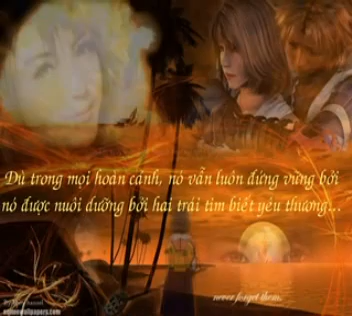 Dù trong mọi hoàn cảnh, nó vẫn luôn đứng vững bởi
nó được nuôi dưỡng bởi hai trái tim biết yêu thương...
never forget them.